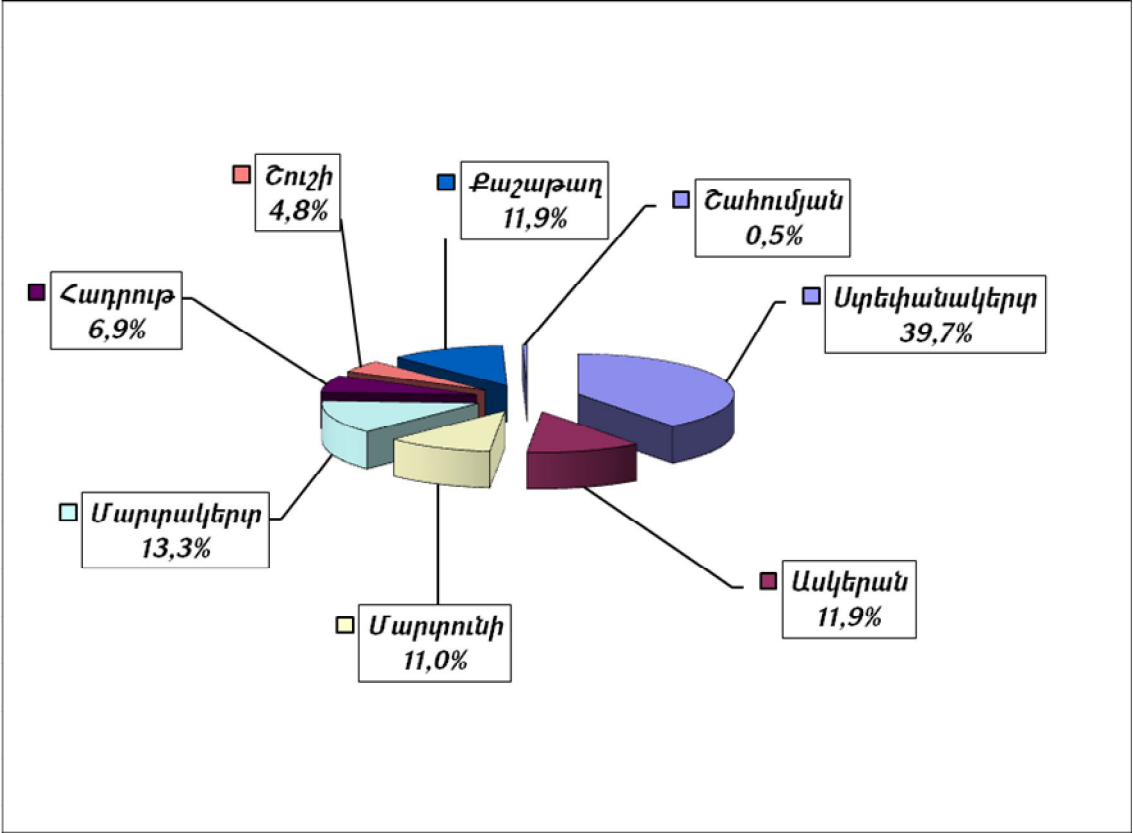 Շուշի
4,8%
Քաշաթաղ
11,9%
Շահումյան
0,5%
Հադրութ
6,9%
Ստեփանակերտ
39,7%
Մարտակերտ
13,3%
Ասկերան
11,9%
Մարտունի
11,0%